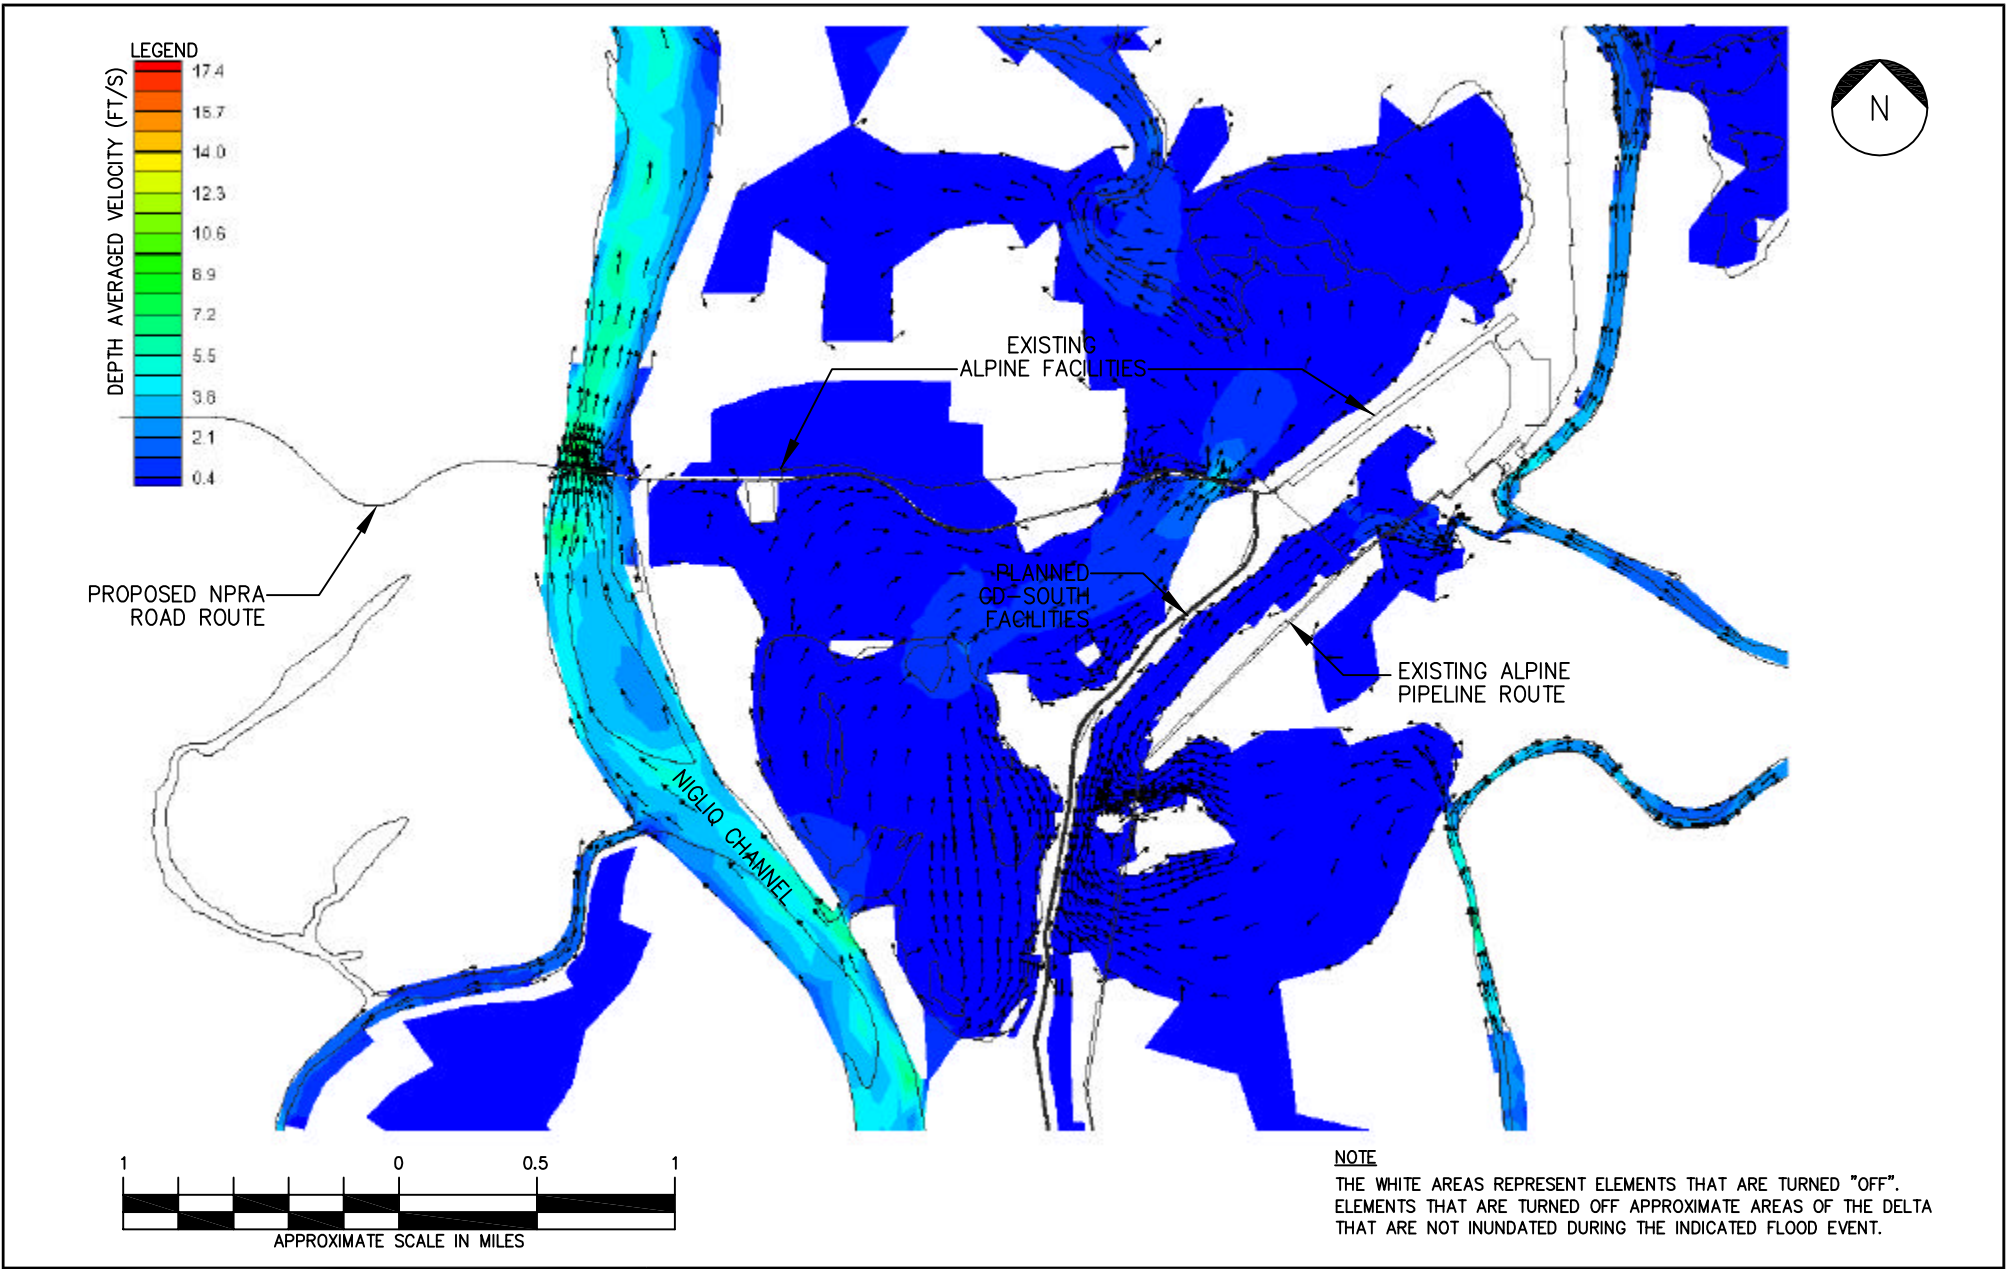 LEGEND
DEPTH AVERAGED VELOCITY (FT/S)
17.4
15.7
14.0
12.3
10.6
8.9
7.2
5.5
3.8
2.1
0.4
N
EXISTING
ALPINE FACILITIES
PROPOSED NPRA
ROAD ROUTE
PLANNED
CD-SOUTH
FACILITIES
EXISTING ALPINE
PIPELINE ROUTE
NIGLIQ CHANNEL
1 0 0.5 1
APPROXIMATE SCALE IN MILES
NOTE
THE WHITE AREAS REPRESENT ELEMENTS THAT ARE TURNED "OFF".
ELEMENTS THAT ARE TURNED OFF APPROXIMATE AREAS OF THE DELTA
THAT ARE NOT INUNDATED DURING THE INDICATED FLOOD EVENT.